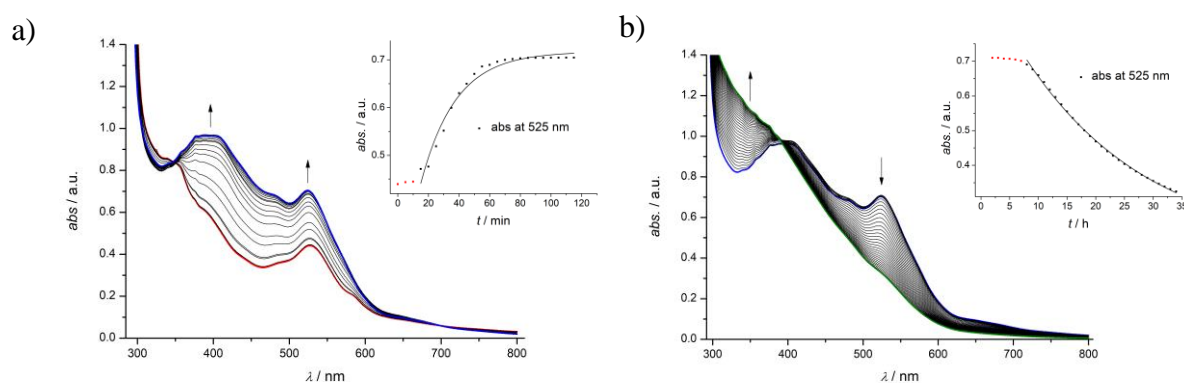 a)
1.4
1.2
1.0
0.8
0.6
0.4
0.2
0.0
abs / a.u.
300 400 500 600 700 800
λ / nm
0.7
0.6
0.5
abs. / a.u.
abs at 525 nm
0 20 40 60 80 100 120
t / min
b)
1.4
1.2
1.0
0.8
0.6
0.4
0.2
0.0
abs. / a.u.
300 400 500 600 700 800
λ / nm
0.7
0.6
0.5
0.4
abs. / a.u.
abs at 525 nm
0 5 10 15 20 25 30 35
t / h